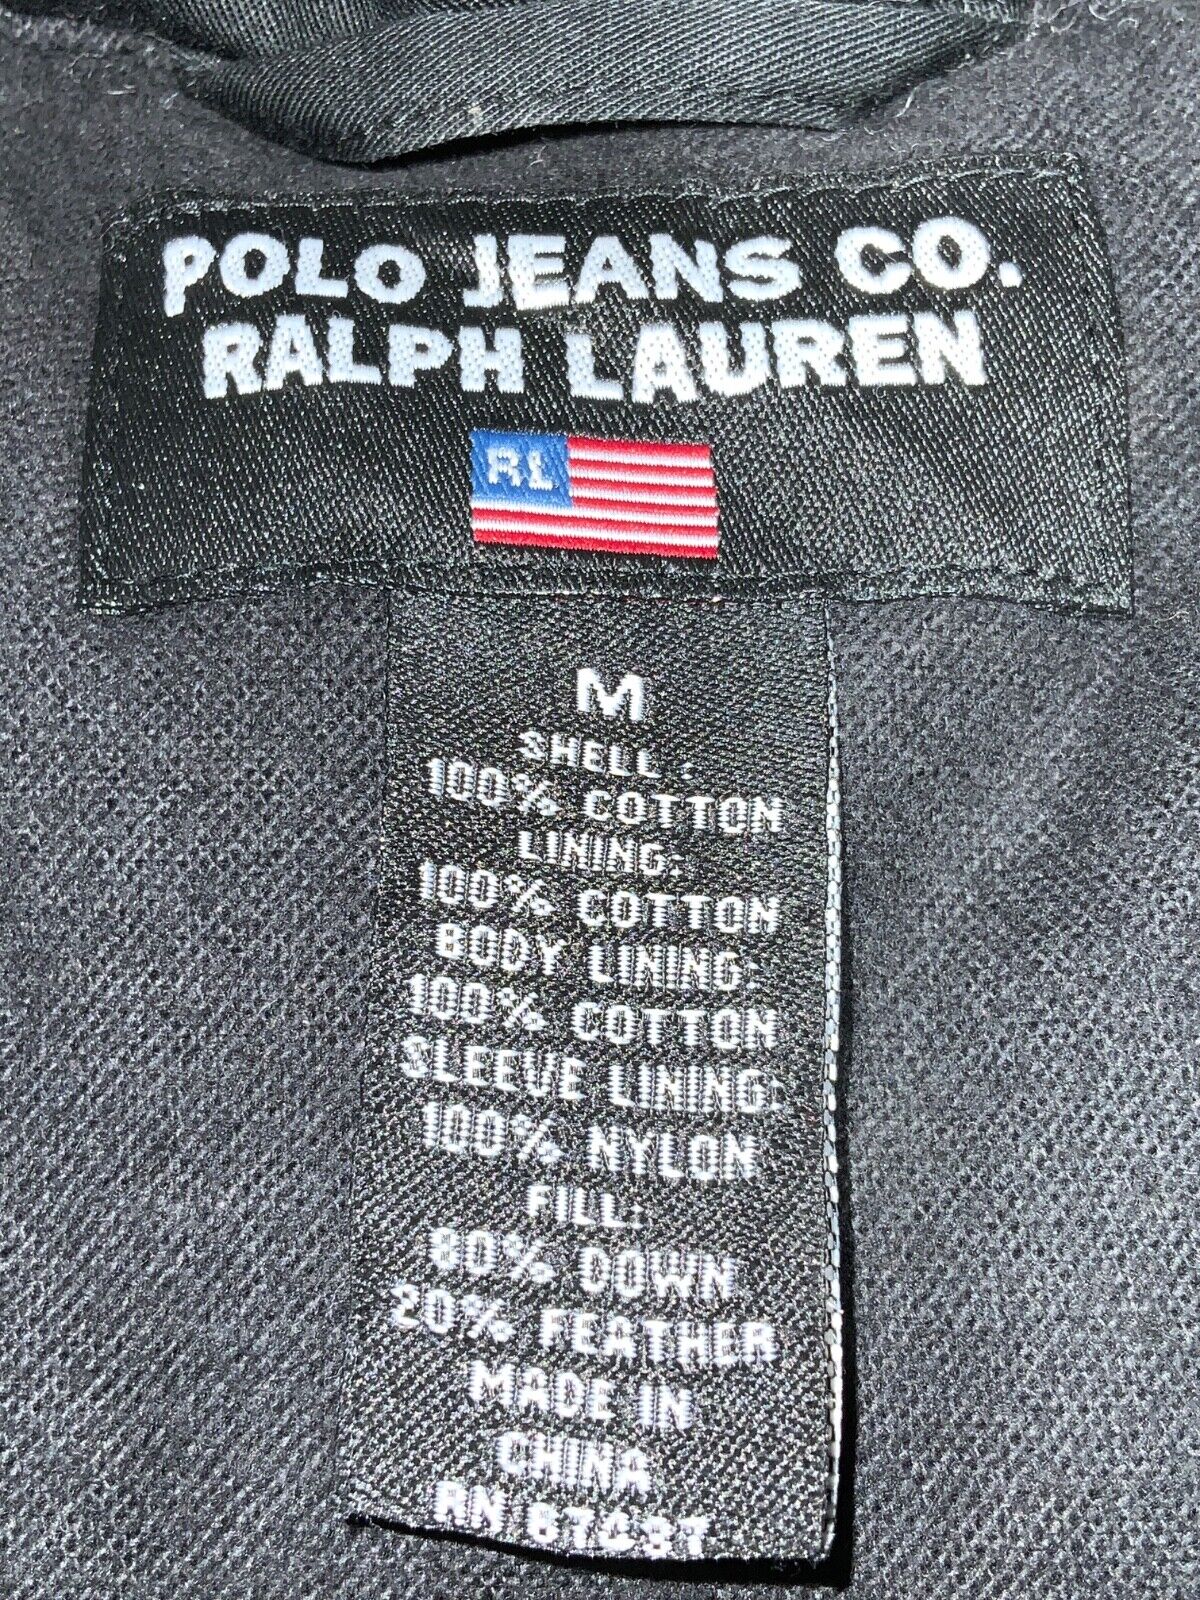 POLO JEANS CO.
RALPH LAUREN
RL
M
SHELL:
100% COTTON
LINING:
100% COTTON
BODY LINING:
100% COTTON
SLEEVE LINING:
100% NYLON
FILL:
80% DOWN
20% FEATHER
MADE IN
CHINA
RN